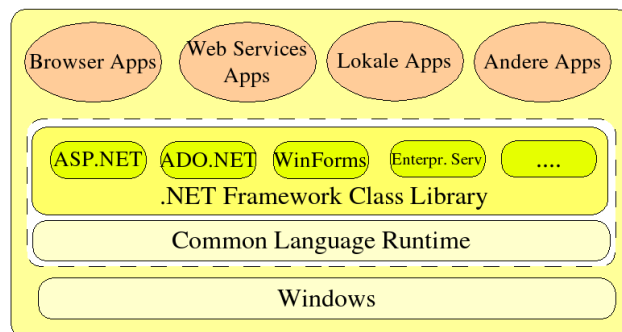 Browser Apps
Web Services
Apps
Lokale Apps
Andere Apps
ASP.NET
ADO.NET
WinForms
Enterpr. Serv
....
.NET Framework Class Library
Common Language Runtime
Windows